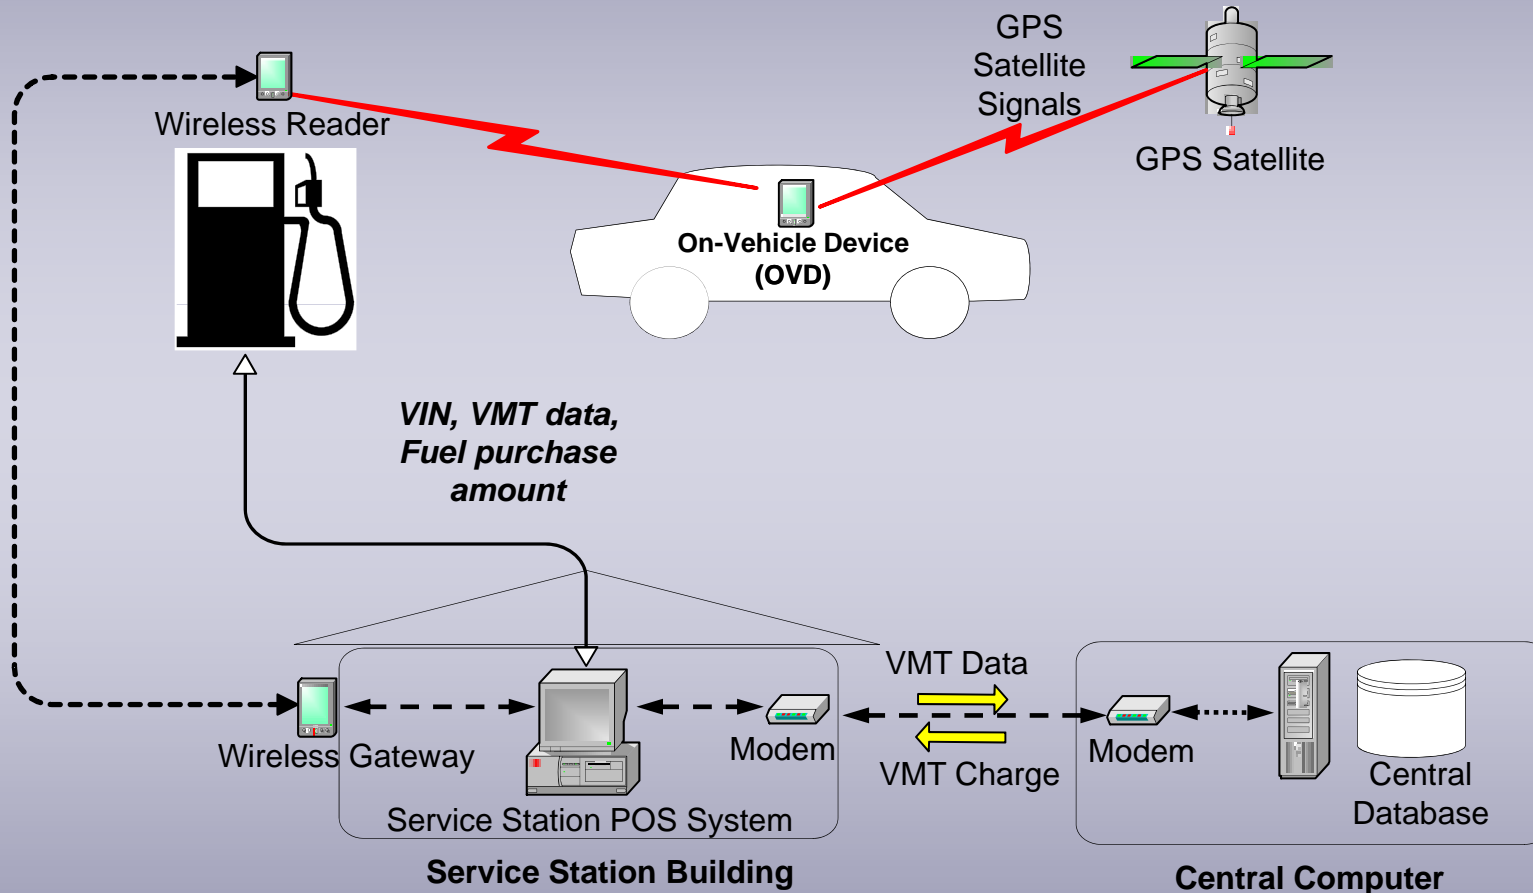 GPS
Satellite
Signals
GPS Satellite
Wireless Reader
On-Vehicle Device
(OVD)
VIN, VMT data,
Fuel purchase
amount
VMT Data
VMT Charge
Wireless Gateway
Modem
Modem
Central
Database
Service Station POS System
Service Station Building
Central Computer